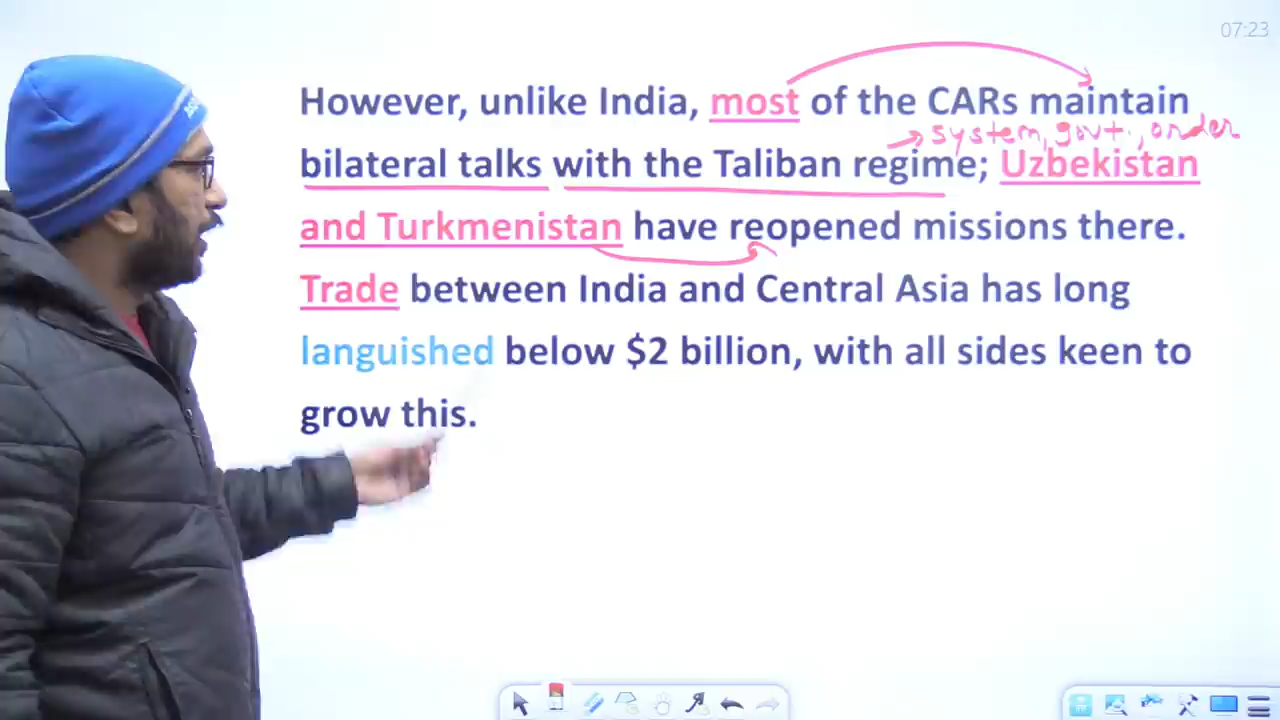 07:23
However, unlike India, most of the CARs maintain
system, govt., order
bilateral talks with the Taliban regime; Uzbekistan
and Turkmenistan have reopened missions there.
Trade between India and Central Asia has long
languished below $2 billion, with all sides keen to
grow this.